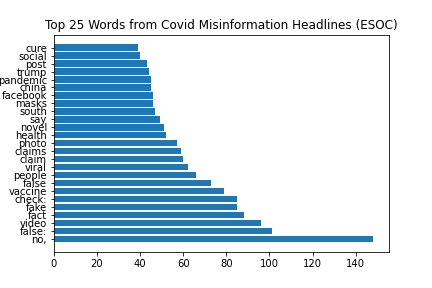 Top 25 Words from Covid Misinformation Headlines (ESOC)
cure
social
post
trump
pandemic
china
facebook
masks
south
say
novel
health
photo
claims
claim
viral
people
false
vaccine
check:
fake
fact
video
false:
no,
0 20 40 60 80 100 120 140